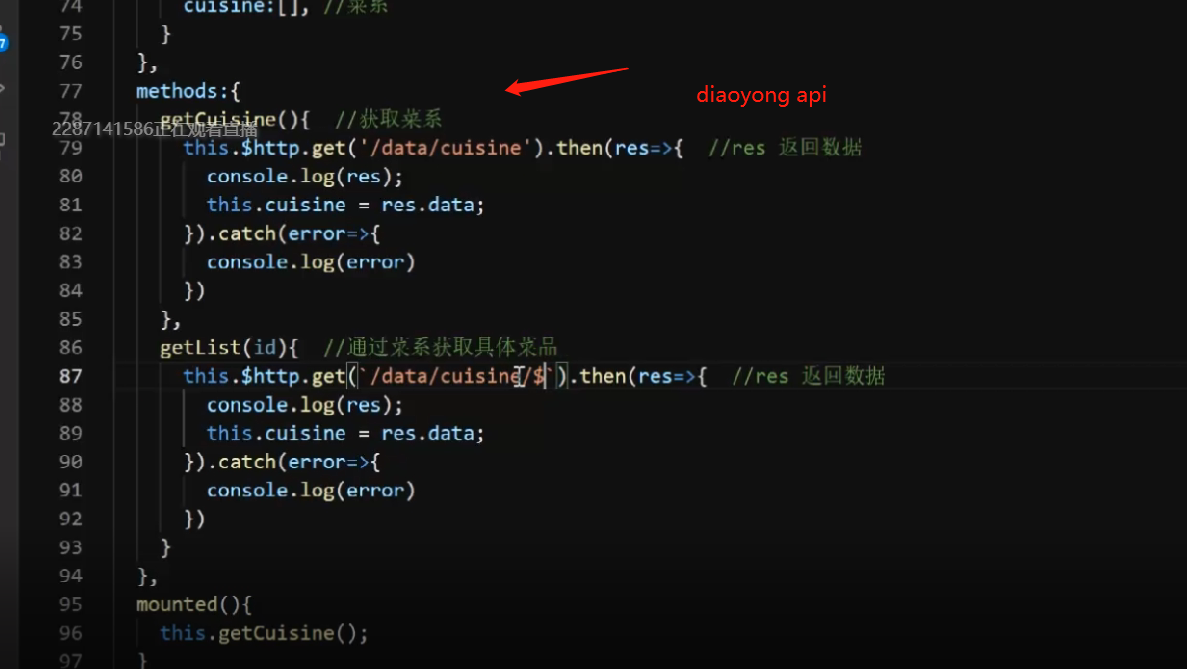 74 cuisine:[], //菜系
75 }
76 },
77 methods:{
diaoyong api
78 getCuisine(){ //获取菜系
2287141586正在观看直播
79 this.$http.get('/data/cuisine').then(res=>{ //res 返回数据
80 console.log(res);
81 this.cuisine = res.data;
82 }).catch(error=>{
83 console.log(error)
84 })
85 },
86 getList(id){ //通过菜系获取具体菜品
87 this.$http.get(`/data/cuisine/$`).then(res=>{ //res 返回数据
88 console.log(res);
89 this.cuisine = res.data;
90 }).catch(error=>{
91 console.log(error)
92 })
93 }
94 },
95 mounted(){
96 this.getCuisine();
97 }